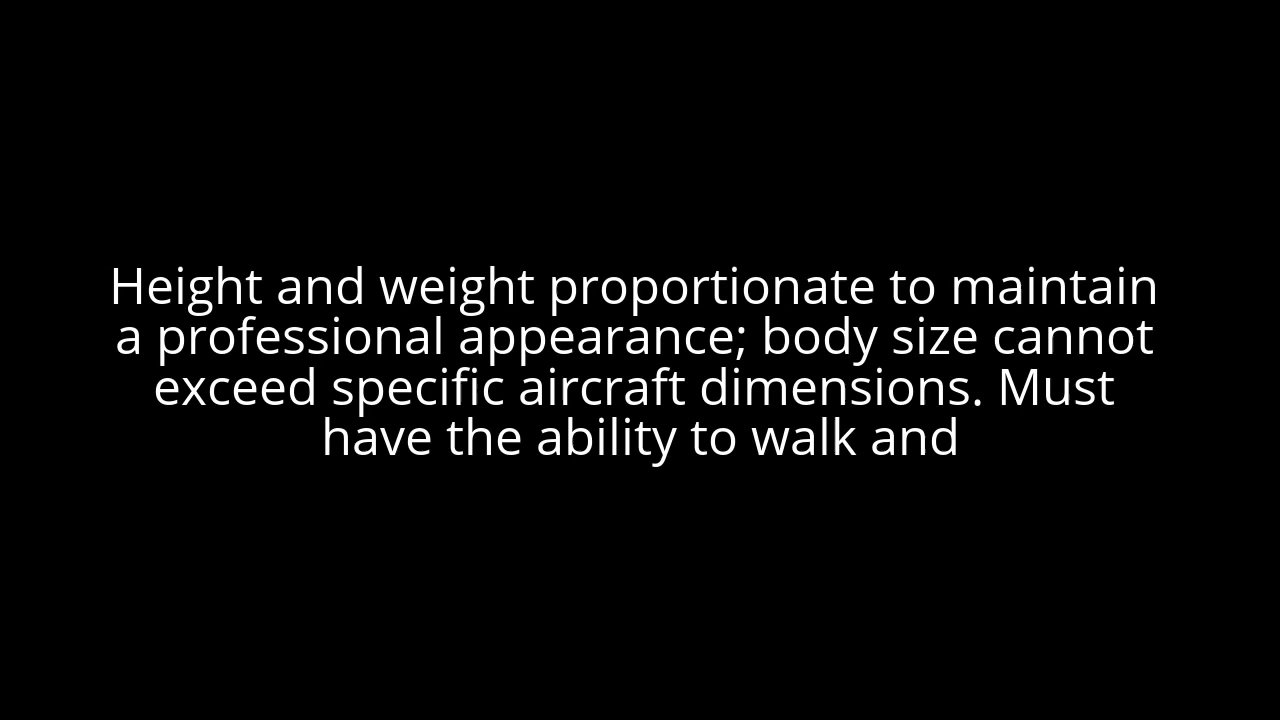 Height and weight proportionate to maintain
a professional appearance; body size cannot
exceed specific aircraft dimensions. Must
have the ability to walk and